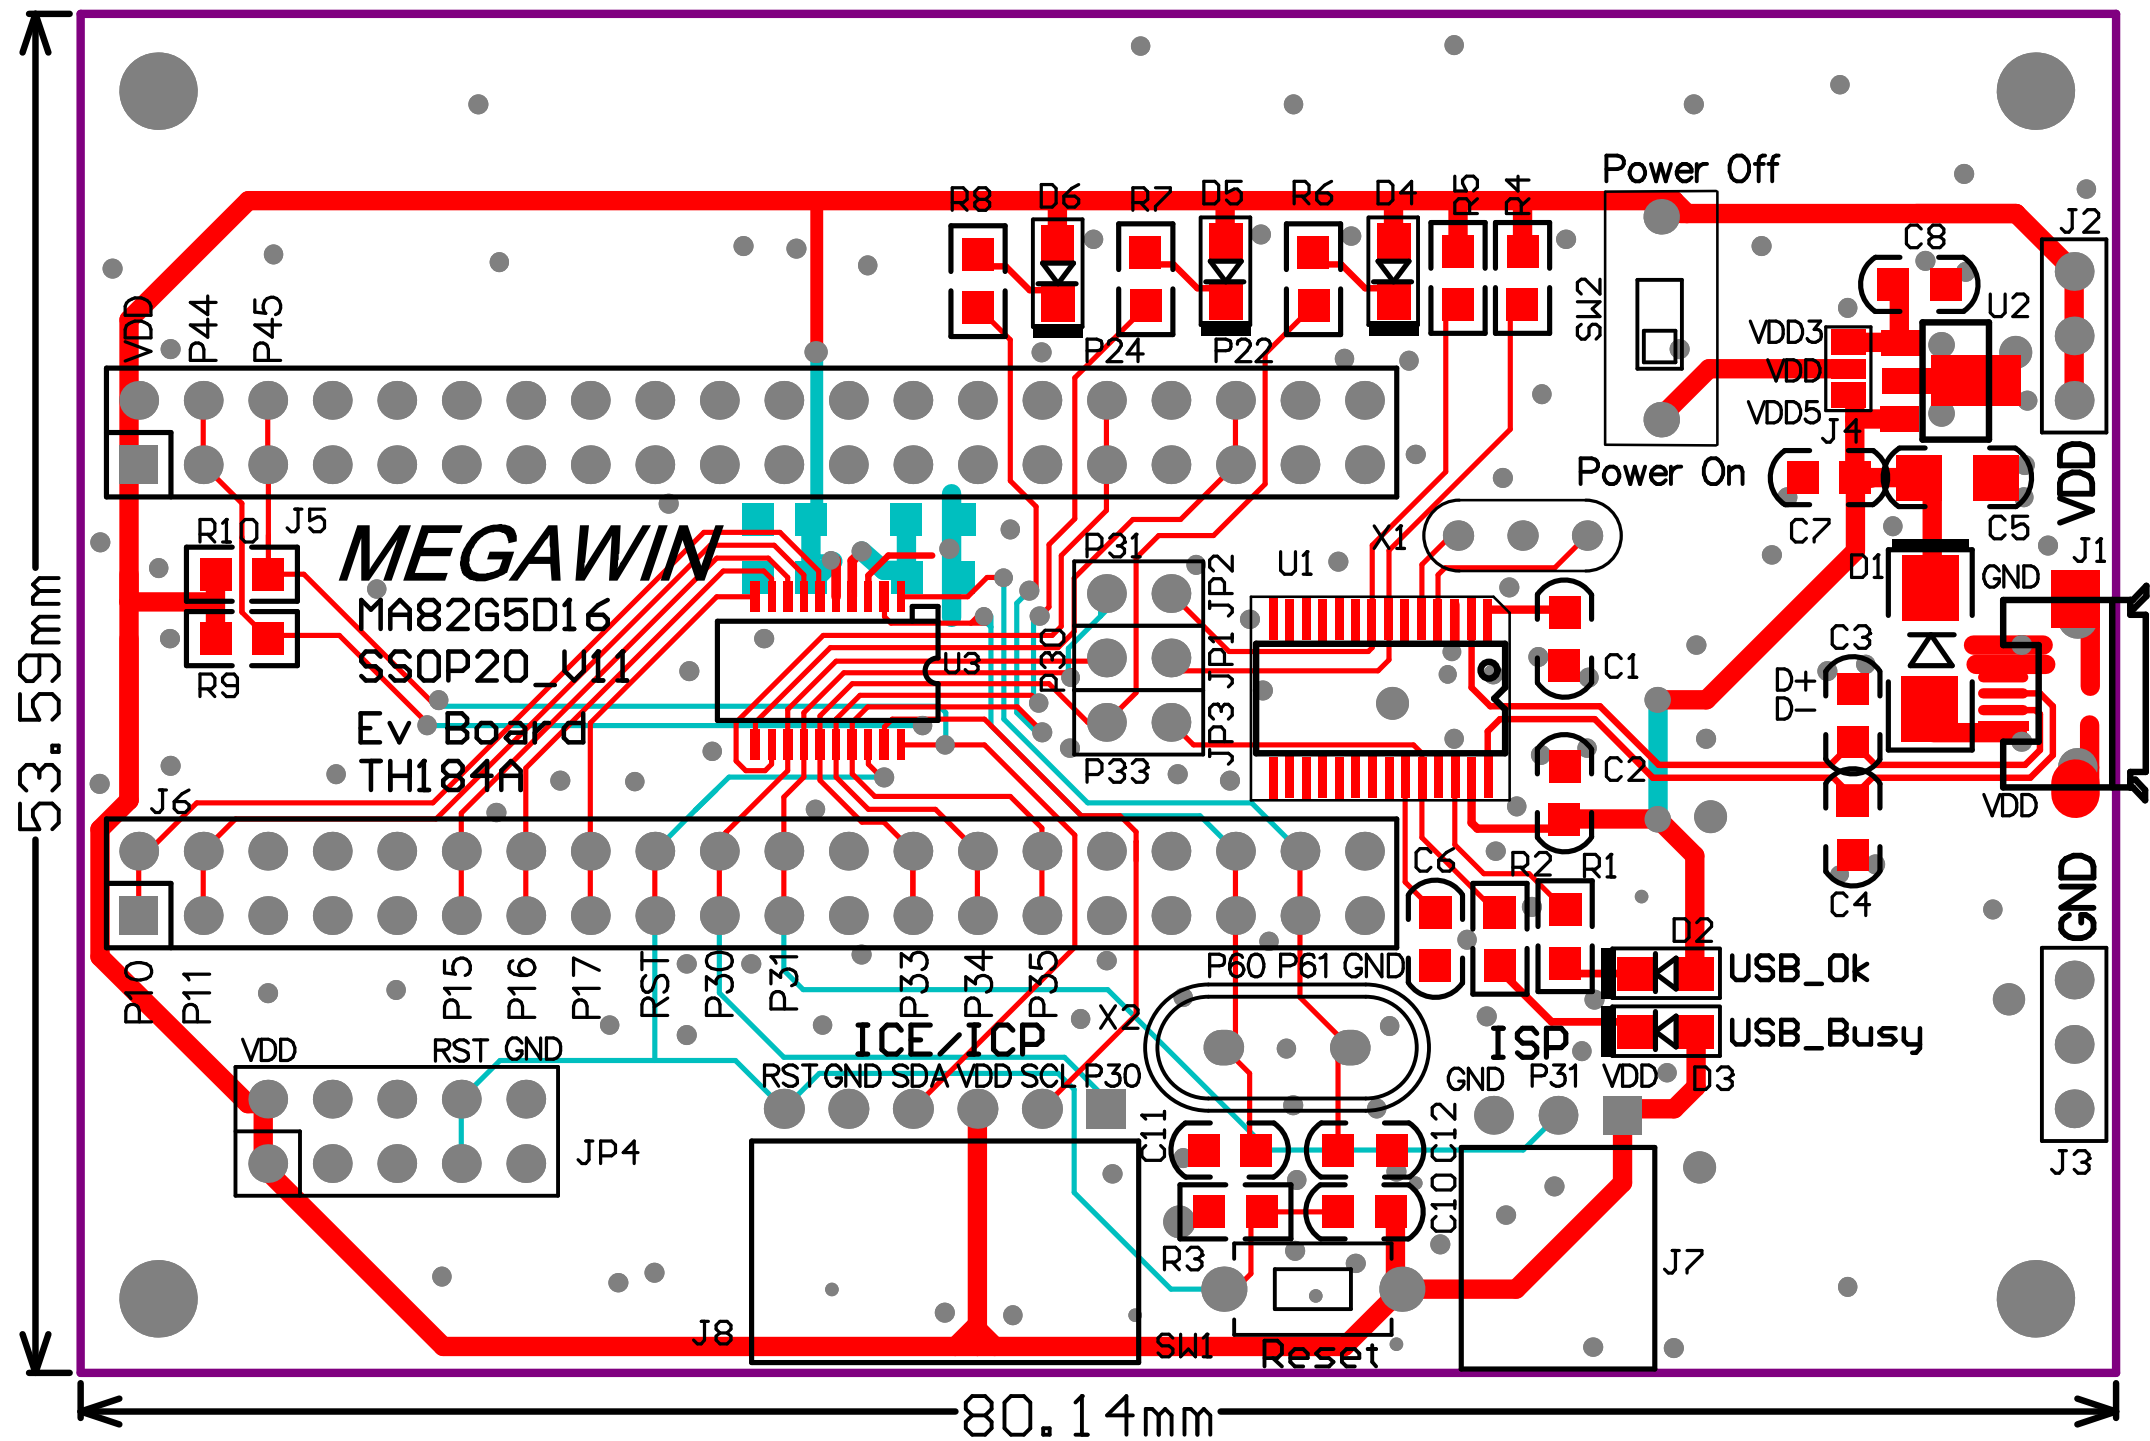 Power Off
R8
D6
R7
D5
R6
D4
R5
R4
J2
C8
SW2
U2
VDD
P44
P45
P24
P22
VDD3
VDD
VDD5
J4
Power On
VDD
C7
C5
R10
J5
MEGAWIN
P31
JP2
X1
U1
D1
J1
GND
MA82G5D16
SSOP20_V11
Ev Board
TH184A
R9
U3
P30
JP1
JP3
P33
C1
C2
C3
D+
D-
VDD
J6
C6
R2
R1
C4
GND
D2
USB_Ok
P10
P11
P15
P16
P17
RST
P30
P31
P33
P34
P35
P60
P61
GND
X2
ICE/ICP
ISP
USB_Busy
VDD
RST
GND
RST
GND
SDA
VDD
SCL
P30
GND
P31
VDD
D3
JP4
C11
C12
C10
R3
J3
J7
J8
SW1
Reset
53.59mm
80.14mm